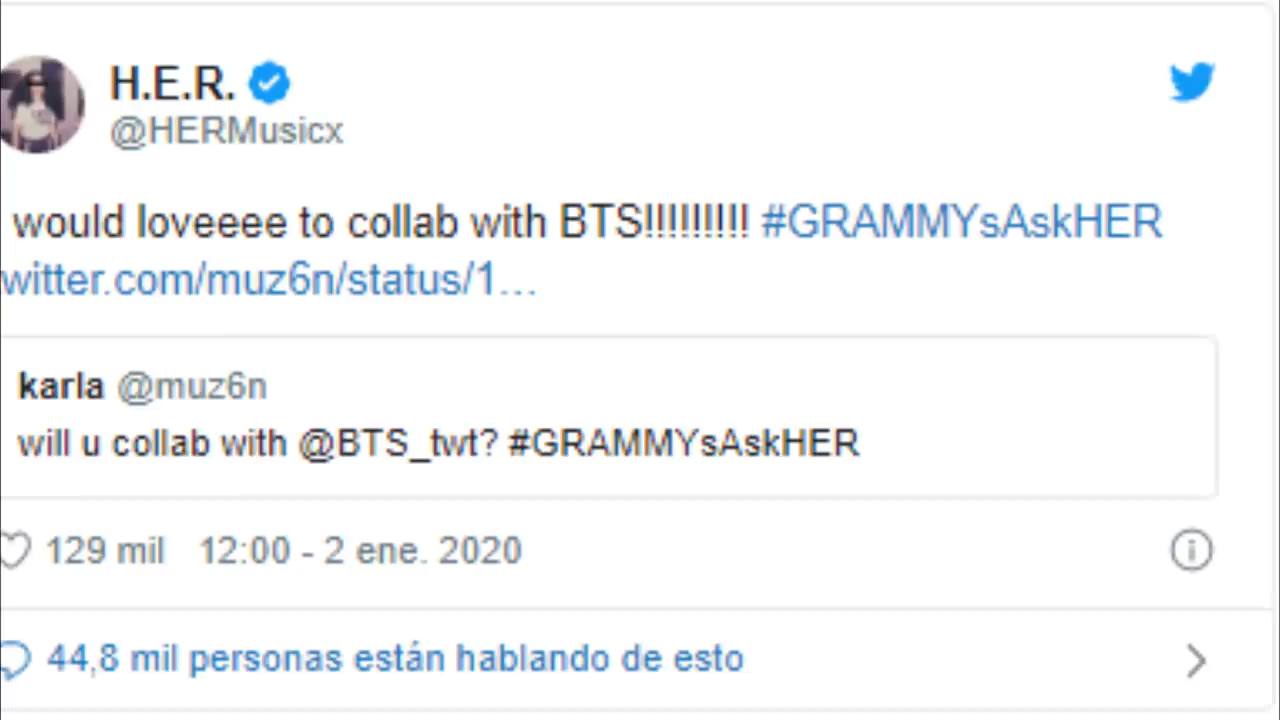 H.E.R.
@HERMusicx
would loveeee to collab with BTS!!!!!!!!! #GRAMMYsAskHER
witter.com/muz6n/status/1…
karla @muz6n
will u collab with @BTS_twt? #GRAMMYsAskHER
129 mil 12:00 - 2 ene. 2020
44,8 mil personas están hablando de esto